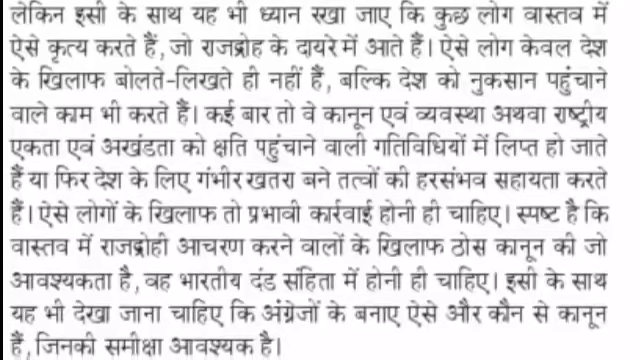 लेकिन इसी के साथ यह भी ध्यान रखा जाए कि कुछ लोग वास्तव में
ऐसे कृत्य करते हैं, जो राजद्रोह के दायरे में आते हैं। ऐसे लोग केवल देश
के खिलाफ बोलते-लिखते ही नहीं हैं, बल्कि देश को नुकसान पहुंचाने
वाले काम भी करते हैं। कई बार तो वे कानून एवं व्यवस्था अथवा राष्ट्रीय
एकता एवं अखंडता को क्षति पहुंचाने वाली गतिविधियों में लिप्त हो जाते
हैं या फिर देश के लिए गंभीर खतरा बने तत्वों की हरसंभव सहायता करते
हैं। ऐसे लोगों के खिलाफ तो प्रभावी कार्रवाई होनी ही चाहिए। स्पष्ट है कि
वास्तव में राजद्रोही आचरण करने वालों के खिलाफ ठोस कानून की जो
आवश्यकता है, वह भारतीय दंड संहिता में होनी ही चाहिए। इसी के साथ
यह भी देखा जाना चाहिए कि अंग्रेजों के बनाए ऐसे और कौन से कानून
हैं, जिनकी समीक्षा आवश्यक है।